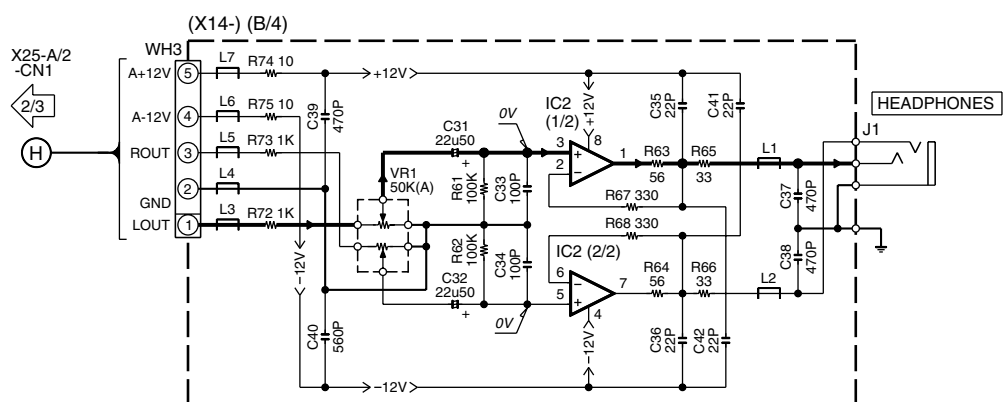 (X14-) (B/4)
X25-A/2
-CN1
2/3
H
WH3
A+12V
5
A-12V
4
ROUT
3
2
GND
LOUT
1
L7
R74 10
L6
R75 10
L5
R73 1K
L4
L3
R72 1K
C39
470P
C40
560P
+12V
-12V
-12V
VR1
50K(A)
C31
22u50
+
R61
100K
C33
100P
R62
100K
C34
100P
C32
22u50
+
0V
0V
IC2
(1/2)
+12V
8
3
+
2
-
1
R63
56
R65
33
R67 330
R68 330
IC2 (2/2)
6
-
5
+
7
4
-12V
R64
56
R66
33
C35
22P
C41
22P
C36
22P
C42
22P
L1
L2
C37
470P
C38
470P
HEADPHONES
J1